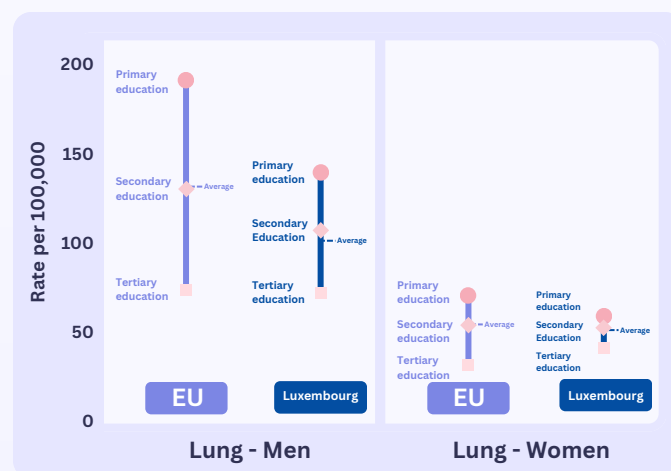 Rate per 100,000
200
150
100
50
0
Primary
education
Secondary
education
Average
Tertiary
education
EU
Primary
education
Secondary
Education
Average
Tertiary
education
Luxembourg
Lung - Men
Primary
education
Secondary
education
Average
Tertiary
education
EU
Primary
education
Secondary
Education
Average
Tertiary
education
Luxembourg
Lung - Women